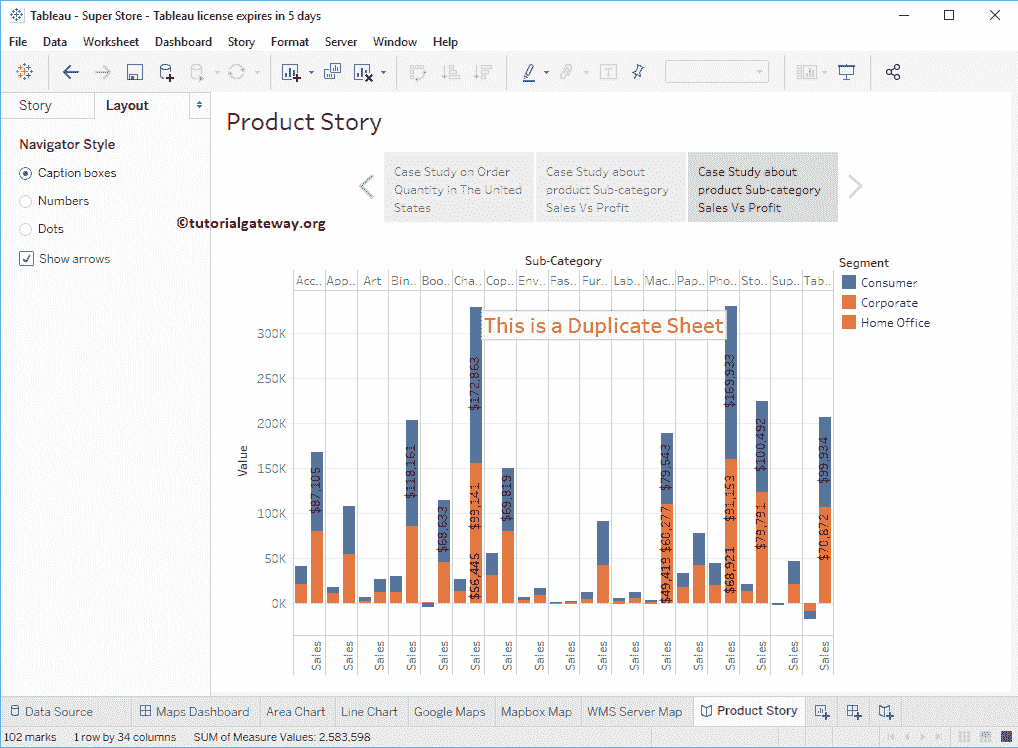 Tableau - Super Store - Tableau license expires in 5 days
File Data Worksheet Dashboard Story Format Server Window Help
Story Layout
Navigator Style
Caption boxes
Numbers
Dots
Show arrows
©tutorialgateway.org
Product Story
Case Study on Order
Quantity in The United
States
Case Study about
product Sub-category
Sales Vs Profit
Case Study about
product Sub-category
Sales Vs Profit
Sub-Category
Acc.. App.. Art Bin.. Boo.. Cha.. Cop.. Env.. Fas.. Fur.. Lab.. Mac.. Pap.. Pho.. Sto.. Sup.. Tab..
This is a Duplicate Sheet
Value
300K
250K
200K
150K
100K
50K
0K
$87,105
$118,161
$68,633
$172,863
$99,141
$56,445
$69,819
$79,543
$60,277
$49,419
$169,933
$91,153
$68,921
$100,492
$79,791
$99,934
$70,872
Sales Sales Sales Sales Sales Sales Sales Sales Sales Sales Sales Sales Sales Sales Sales Sales Sales
Segment
Consumer
Corporate
Home Office
Data Source Maps Dashboard Area Chart Line Chart Google Maps Mapbox Map WMS Server Map Product Story
102 marks 1 row by 34 columns SUM of Measure Values: 2,583,598